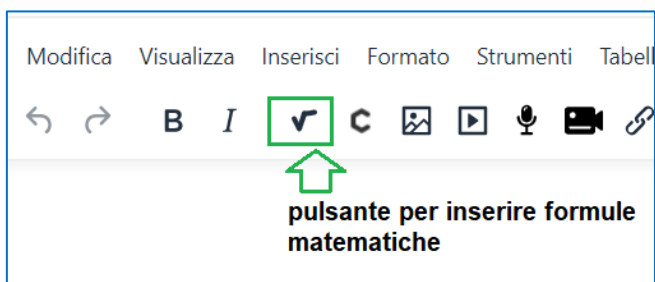 Modifica Visualizza Inserisci Formato Strumenti Tabell
B I √ C
pulsante per inserire formule
matematiche